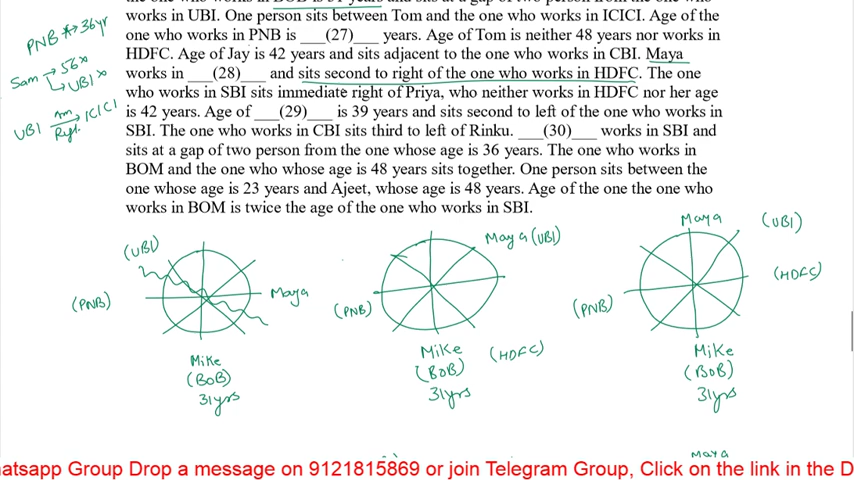 works in UBI. One person sits between Tom and the one who works in ICICI. Age of the
one who works in PNB is ___(27)___ years. Age of Tom is neither 48 years nor works in
HDFC. Age of Jay is 42 years and sits adjacent to the one who works in CBI. Maya
works in ___(28)___ and sits second to right of the one who works in HDFC. The one
who works in SBI sits immediate right of Priya, who neither works in HDFC nor her age
is 42 years. Age of ___(29)___ is 39 years and sits second to left of the one who works in
SBI. The one who works in CBI sits third to left of Rinku. ___(30)___ works in SBI and
sits at a gap of two person from the one whose age is 36 years. The one who works in
BOM and the one who whose age is 48 years sits together. One person sits between the
one whose age is 23 years and Ajeet, whose age is 48 years. Age of the one the one who
works in BOM is twice the age of the one who works in SBI.
PNB 36yr
Sam → 56 x
→ UBI x
UBI ICICI
(UBI)
(PNB)
Maya
Mike
(BOB)
31yrs
Maya (UBI)
(PNB)
Mike (HDFC)
(BOB)
31yrs
Maya (UBI)
(HDFC)
(PNB)
Mike
(BOB)
31yrs
Maya
hatsapp Group Drop a message on 9121815869 or join Telegram Group, Click on the link in the D